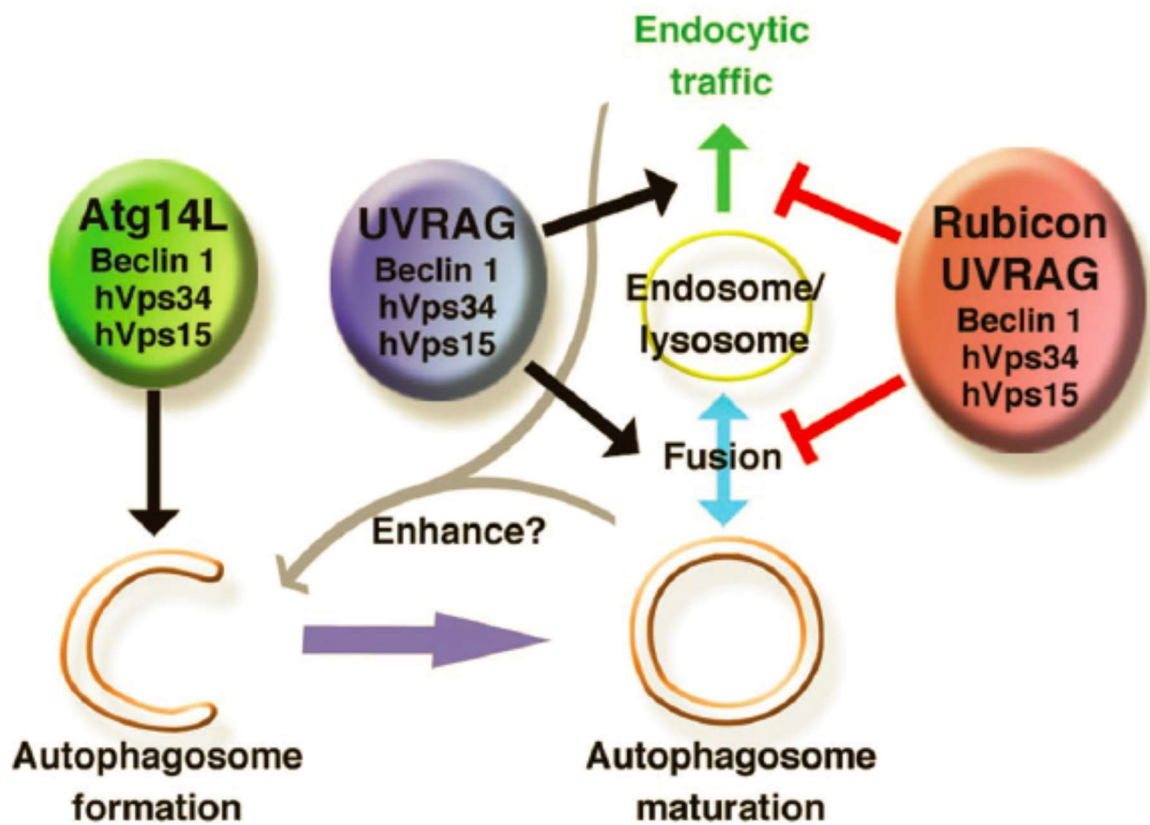 Endocytic
traffic
Atg14L
Beclin 1
hVps34
hVps15
UVRAG
Beclin 1
hVps34
hVps15
Endosome/
lysosome
Rubicon
UVRAG
Beclin 1
hVps34
hVps15
Fusion
Enhance?
Autophagosome
formation
Autophagosome
maturation